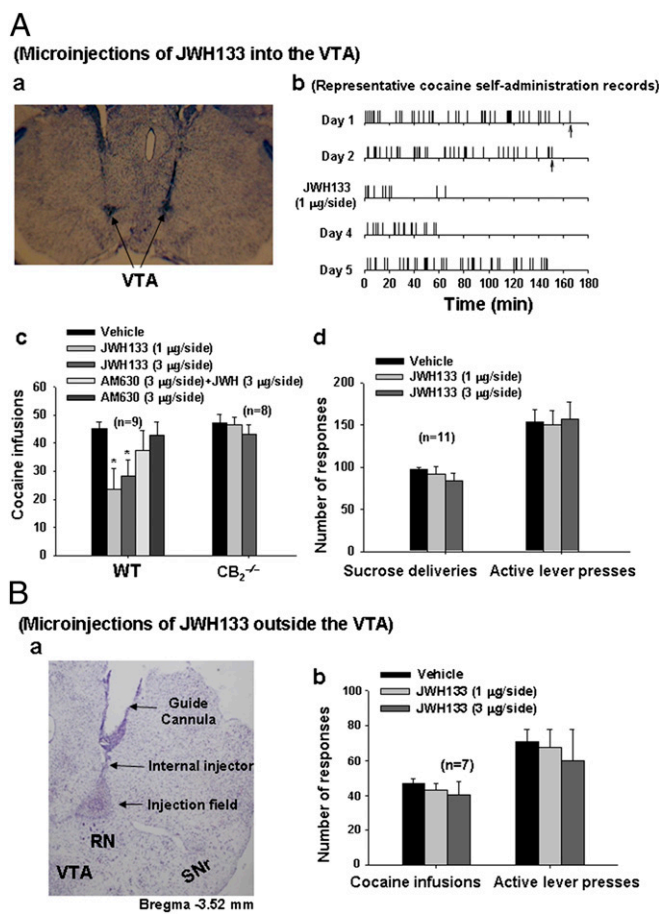 A
(Microinjections of JWH133 into the VTA)
a
VTA
b (Representative cocaine self-administration records)
Day 1
Day 2
JWH133
(1 µg/side)
Day 4
Day 5
0 20 40 60 80 100 120 140 160 180
Time (min)
c
Vehicle
JWH133 (1 µg/side)
JWH133 (3 µg/side)
AM630 (3 µg/side)+JWH (3 µg/side)
AM630 (3 µg/side)
Cocaine infusions
60
50
40
30
20
10
0
(n=9)
(n=8)
* *
WT
CB₂⁻/⁻
d
Vehicle
JWH133 (1 µg/side)
JWH133 (3 µg/side)
Number of responses
200
150
100
50
0
(n=11)
Sucrose deliveries
Active lever presses
B
(Microinjections of JWH133 outside the VTA)
a
Guide
Cannula
Internal injector
Injection field
RN
VTA
SNr
Bregma -3.52 mm
b
Vehicle
JWH133 (1 µg/side)
JWH133 (3 µg/side)
Number of responses
100
80
60
40
20
0
(n=7)
Cocaine infusions
Active lever presses